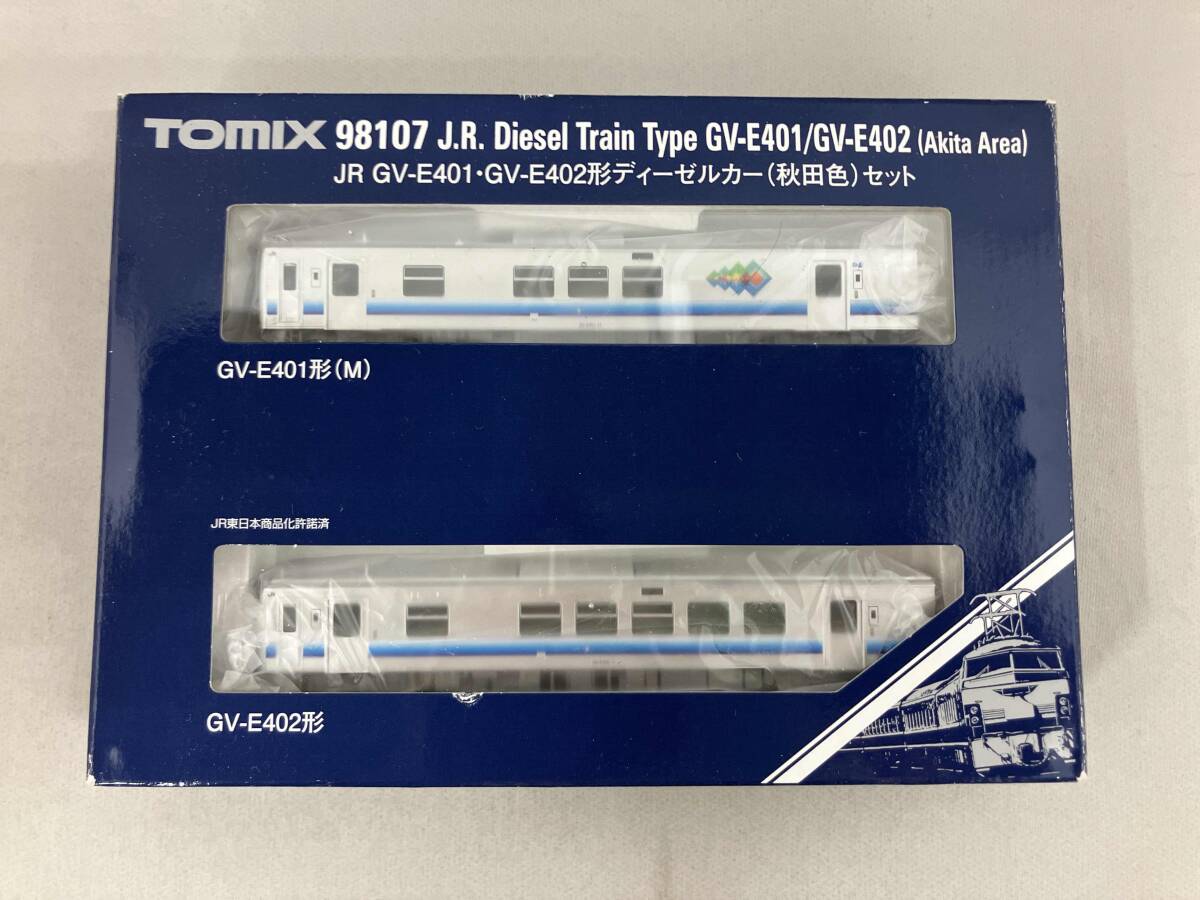 TOMIX 98107 J.R. Diesel Train Type GV-E401/GV-E402 (Akita Area)
JR GV-E401・GV-E402形ディーゼルカー(秋田色)セット
GV-E401形(M)
JR東日本商品化許諾済
GV-E402形